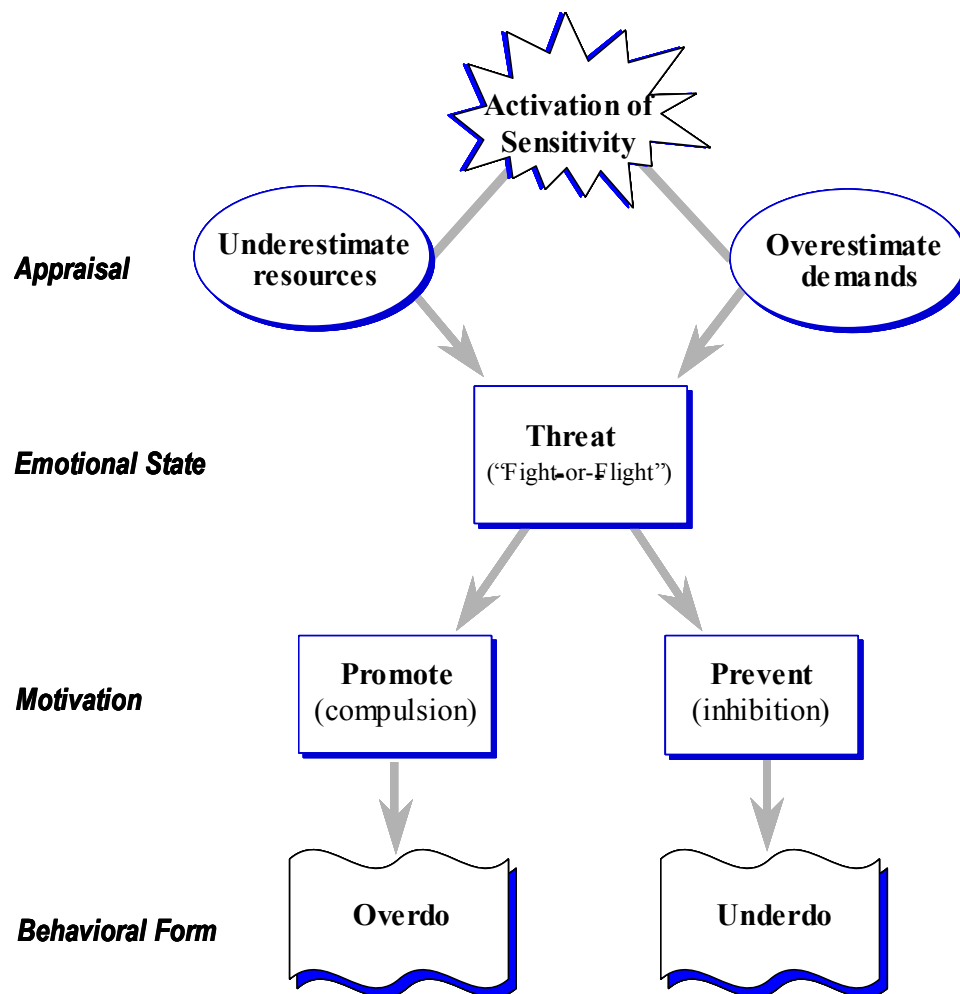 Activation of
Sensitivity
Appraisal
Underestimate
resources
Overestimate
demands
Emotional State
Threat
(“Fight-or-Flight”)
Motivation
Promote
(compulsion)
Prevent
(inhibition)
Behavioral Form
Overdo
Underdo